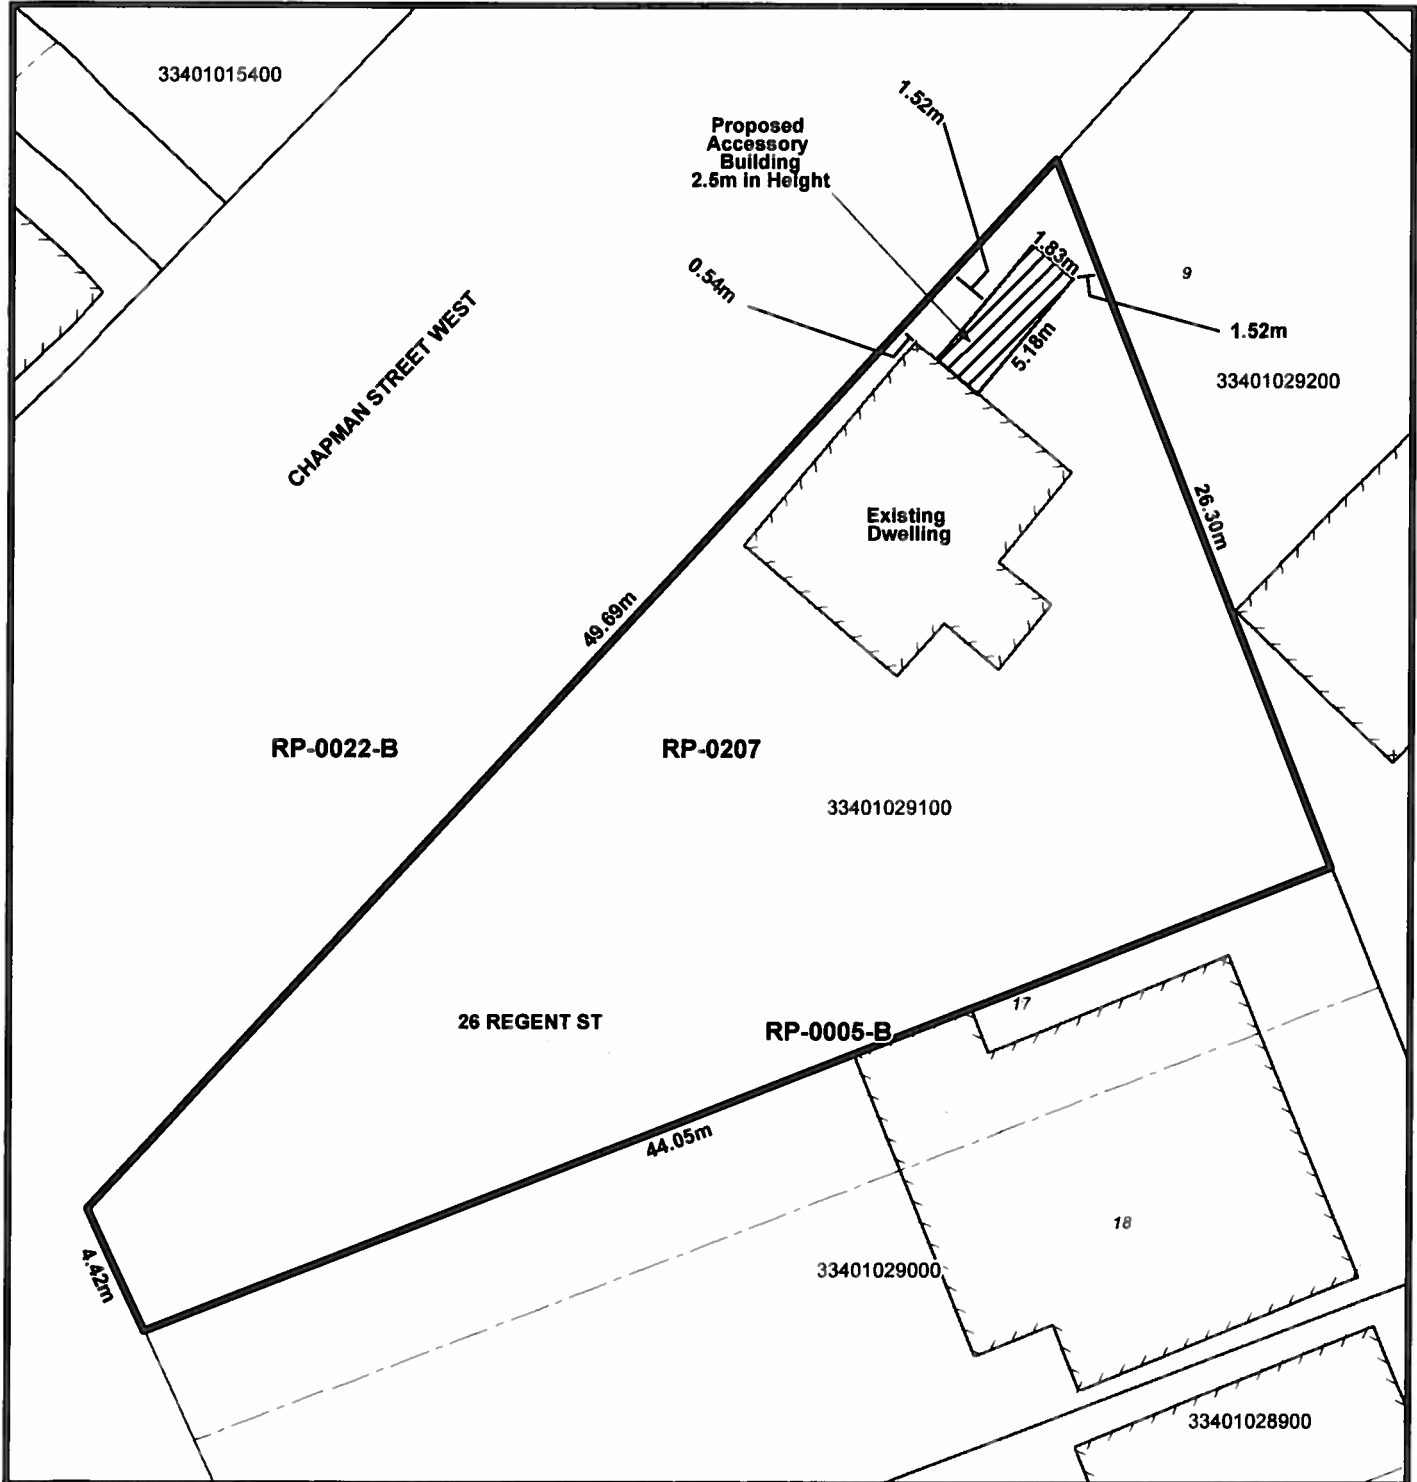 33401015400
1.52m
Proposed
Accessory
Building
2.5m in Height
1.83m
9
0.54m
1.52m
5.18m
33401029200
CHAPMAN STREET WEST
26.30m
Existing
Dwelling
49.69m
RP-0022-B
RP-0207
33401029100
17
26 REGENT ST
RP-0005-B
44.05m
18
4.42m
33401029000
33401028900